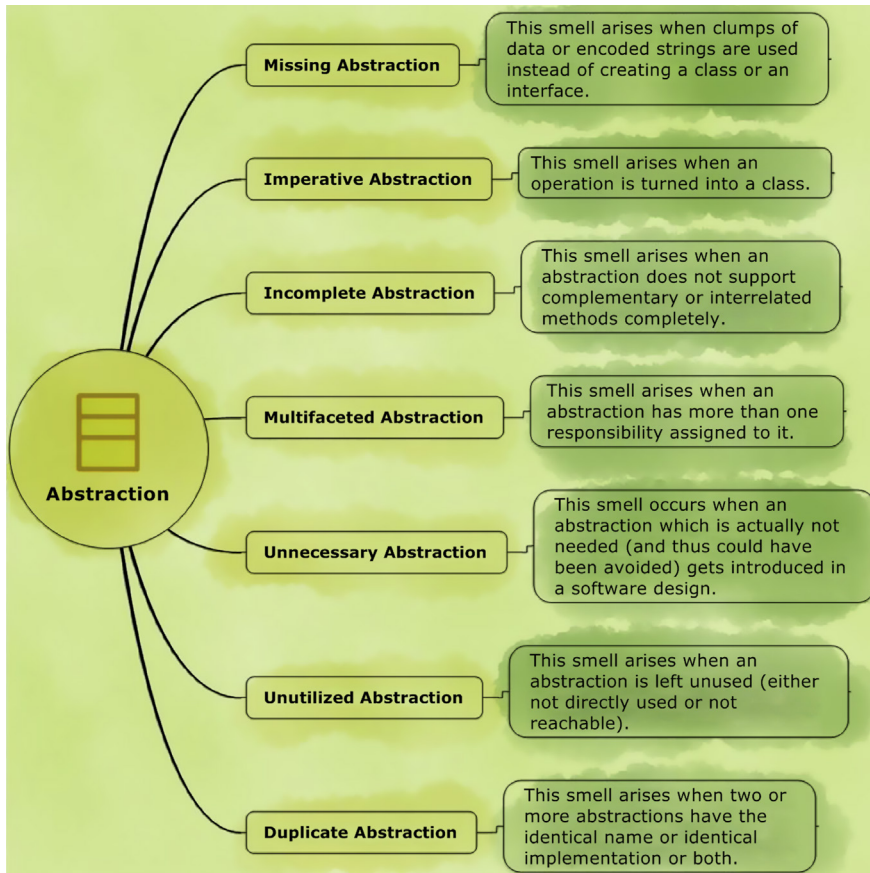 Missing Abstraction
This smell arises when clumps of
data or encoded strings are used
instead of creating a class or an
interface.
Imperative Abstraction
This smell arises when an
operation is turned into a class.
Incomplete Abstraction
This smell arises when an
abstraction does not support
complementary or interrelated
methods completely.
Abstraction
Multifaceted Abstraction
This smell arises when an
abstraction has more than one
responsibility assigned to it.
Unnecessary Abstraction
This smell occurs when an
abstraction which is actually not
needed (and thus could have
been avoided) gets introduced in
a software design.
Unutilized Abstraction
This smell arises when an
abstraction is left unused (either
not directly used or not
reachable).
Duplicate Abstraction
This smell arises when two or
more abstractions have the
identical name or identical
implementation or both.